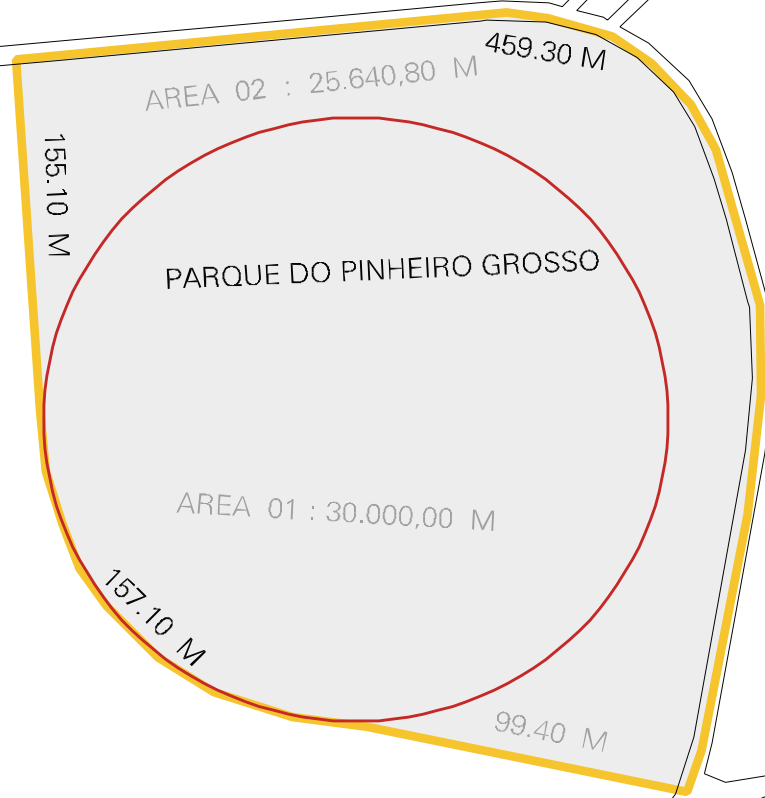 459.30 M
AREA 02 : 25.640,80 M
155.10 M
PARQUE DO PINHEIRO GROSSO
AREA 01 : 30.000,00 M
157.10 M
99.40 M